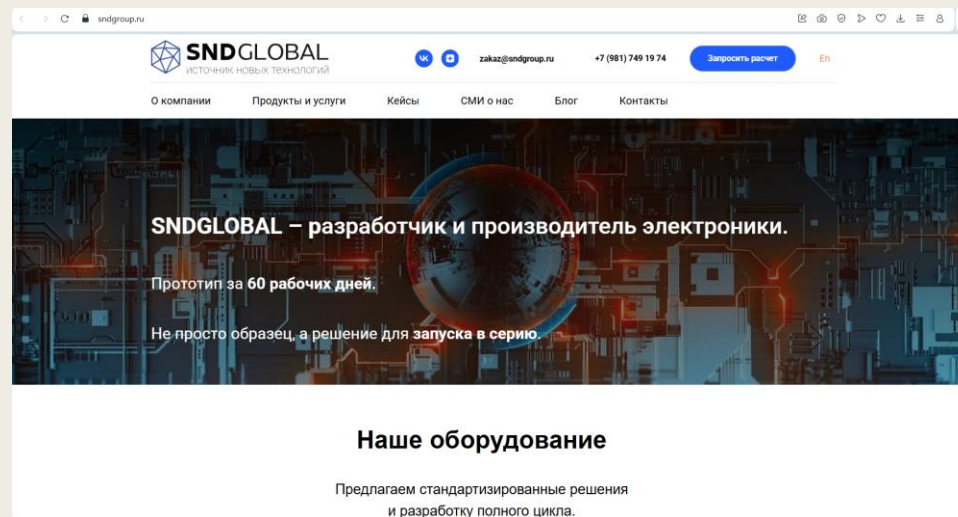 sndgroup.ru
SNDGLOBAL
ИСТОЧНИК НОВЫХ ТЕХНОЛОГИЙ
zakaz@sndgroup.ru
+7 (981) 749 19 74
Запросить расчет
En
О компании
Продукты и услуги
Кейсы
СМИ о нас
Блог
Контакты
SNDGLOBAL – разработчик и производитель электроники.
Прототип за 60 рабочих дней.
Не просто образец, а решение для запуска в серию.
Наше оборудование
Предлагаем стандартизированные решения
и разработку полного цикла.